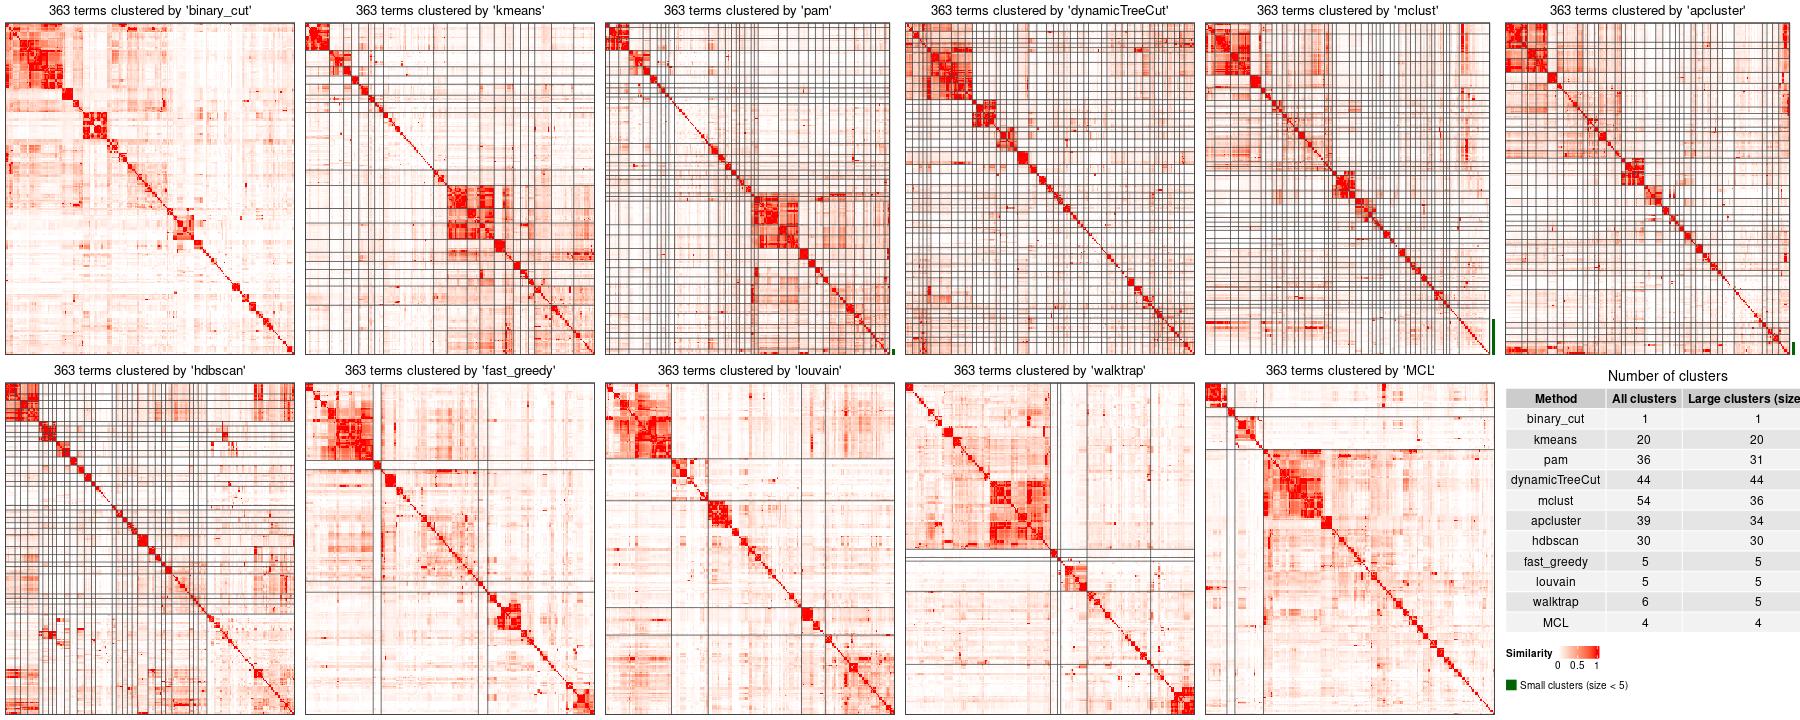 363 terms clustered by 'binary_cut'
363 terms clustered by 'kmeans'
363 terms clustered by 'pam'
363 terms clustered by 'dynamicTreeCut'
363 terms clustered by 'mclust'
363 terms clustered by 'apcluster'
363 terms clustered by 'hdbscan'
363 terms clustered by 'fast_greedy'
363 terms clustered by 'louvain'
363 terms clustered by 'walktrap'
363 terms clustered by 'MCL'
Number of clusters
Method All clusters Large clusters (size
binary_cut 1 1
kmeans 20 20
pam 36 31
dynamicTreeCut 44 44
mclust 54 36
apcluster 39 34
hdbscan 30 30
fast_greedy 5 5
louvain 5 5
walktrap 6 5
MCL 4 4
Similarity
0 0.5 1
Small clusters (size < 5)